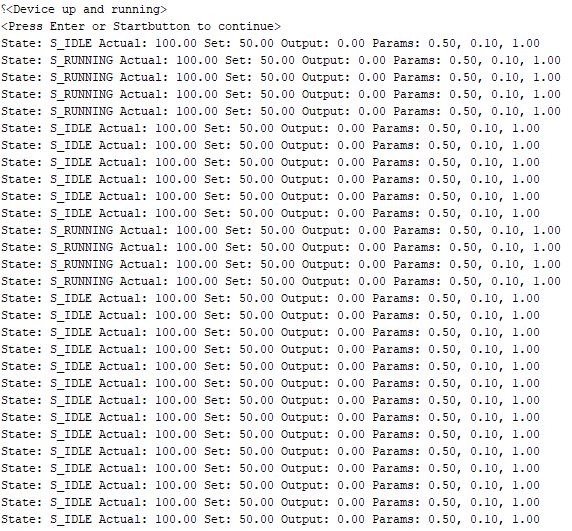 <Device up and running>
<Press Enter or Startbutton to continue>
State: S_IDLE Actual: 100.00 Set: 50.00 Output: 0.00 Params: 0.50, 0.10, 1.00
State: S_RUNNING Actual: 100.00 Set: 50.00 Output: 0.00 Params: 0.50, 0.10, 1.00
State: S_RUNNING Actual: 100.00 Set: 50.00 Output: 0.00 Params: 0.50, 0.10, 1.00
State: S_RUNNING Actual: 100.00 Set: 50.00 Output: 0.00 Params: 0.50, 0.10, 1.00
State: S_RUNNING Actual: 100.00 Set: 50.00 Output: 0.00 Params: 0.50, 0.10, 1.00
State: S_IDLE Actual: 100.00 Set: 50.00 Output: 0.00 Params: 0.50, 0.10, 1.00
State: S_IDLE Actual: 100.00 Set: 50.00 Output: 0.00 Params: 0.50, 0.10, 1.00
State: S_IDLE Actual: 100.00 Set: 50.00 Output: 0.00 Params: 0.50, 0.10, 1.00
State: S_IDLE Actual: 100.00 Set: 50.00 Output: 0.00 Params: 0.50, 0.10, 1.00
State: S_IDLE Actual: 100.00 Set: 50.00 Output: 0.00 Params: 0.50, 0.10, 1.00
State: S_IDLE Actual: 100.00 Set: 50.00 Output: 0.00 Params: 0.50, 0.10, 1.00
State: S_RUNNING Actual: 100.00 Set: 50.00 Output: 0.00 Params: 0.50, 0.10, 1.00
State: S_RUNNING Actual: 100.00 Set: 50.00 Output: 0.00 Params: 0.50, 0.10, 1.00
State: S_RUNNING Actual: 100.00 Set: 50.00 Output: 0.00 Params: 0.50, 0.10, 1.00
State: S_RUNNING Actual: 100.00 Set: 50.00 Output: 0.00 Params: 0.50, 0.10, 1.00
State: S_IDLE Actual: 100.00 Set: 50.00 Output: 0.00 Params: 0.50, 0.10, 1.00
State: S_IDLE Actual: 100.00 Set: 50.00 Output: 0.00 Params: 0.50, 0.10, 1.00
State: S_IDLE Actual: 100.00 Set: 50.00 Output: 0.00 Params: 0.50, 0.10, 1.00
State: S_IDLE Actual: 100.00 Set: 50.00 Output: 0.00 Params: 0.50, 0.10, 1.00
State: S_IDLE Actual: 100.00 Set: 50.00 Output: 0.00 Params: 0.50, 0.10, 1.00
State: S_IDLE Actual: 100.00 Set: 50.00 Output: 0.00 Params: 0.50, 0.10, 1.00
State: S_IDLE Actual: 100.00 Set: 50.00 Output: 0.00 Params: 0.50, 0.10, 1.00
State: S_IDLE Actual: 100.00 Set: 50.00 Output: 0.00 Params: 0.50, 0.10, 1.00
State: S_IDLE Actual: 100.00 Set: 50.00 Output: 0.00 Params: 0.50, 0.10, 1.00
State: S_IDLE Actual: 100.00 Set: 50.00 Output: 0.00 Params: 0.50, 0.10, 1.00
State: S_IDLE Actual: 100.00 Set: 50.00 Output: 0.00 Params: 0.50, 0.10, 1.00
State: S_IDLE Actual: 100.00 Set: 50.00 Output: 0.00 Params: 0.50, 0.10, 1.00
State: S_IDLE Actual: 100.00 Set: 50.00 Output: 0.00 Params: 0.50, 0.10, 1.00
State: S_IDLE Actual: 100.00 Set: 50.00 Output: 0.00 Params: 0.50, 0.10, 1.00